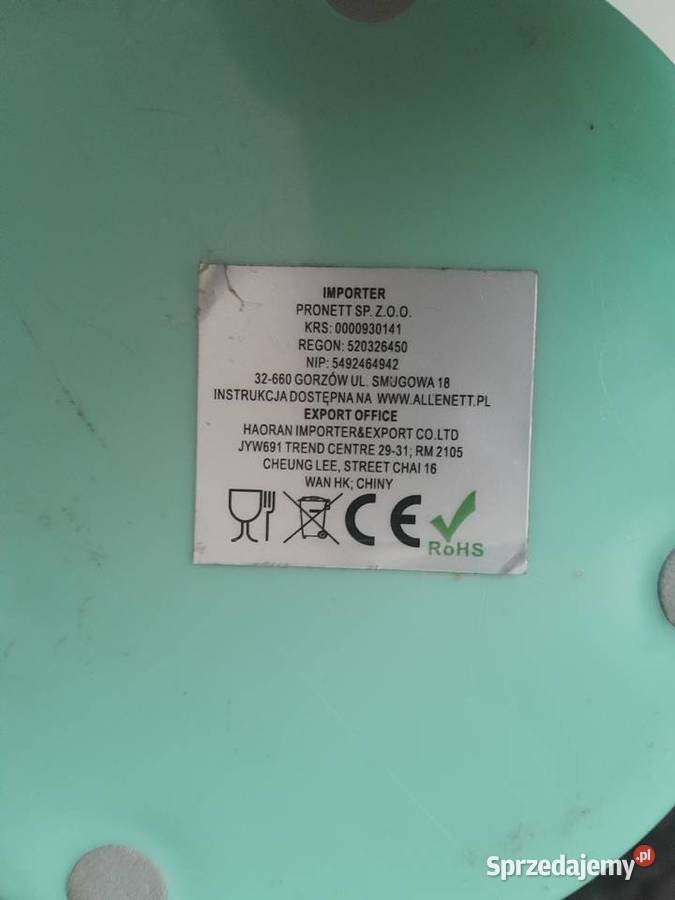 IMPORTER
PRONETT SP. Z.O.O.
KRS: 0000930141
REGON: 520326450
NIP: 5492464942
32-660 GORZÓW UL. SMUGOWA 18
INSTRUKCJA DOSTĘPNA NA WWW.ALLENETT.PL
EXPORT OFFICE
HAORAN IMPORTER&EXPORT CO.LTD
JYW691 TREND CENTRE 29-31; RM 2105
CHEUNG LEE, STREET CHAI 16
WAN HK; CHINY
CE
RoHS
Sprzedajemy.pl